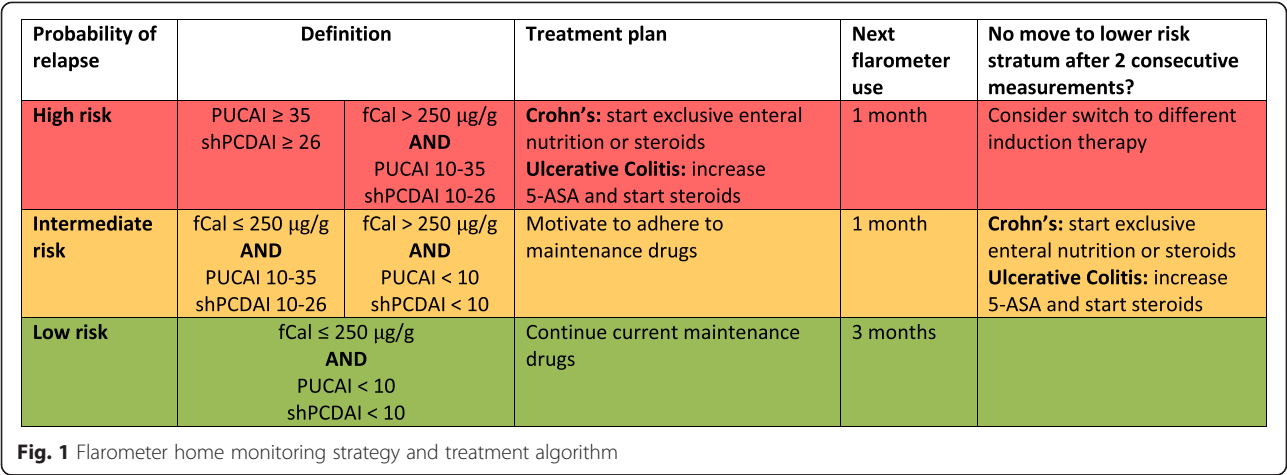 Probability of
relapse
Definition
Treatment plan
Next
flarometer
use
No move to lower risk
stratum after 2 consecutive
measurements?
High risk
PUCAI ≥ 35
shPCDAI ≥ 26
fCal > 250 µg/g
AND
PUCAI 10-35
shPCDAI 10-26
Crohn's: start exclusive enteral
nutrition or steroids
Ulcerative Colitis: increase
5-ASA and start steroids
1 month
Consider switch to different
induction therapy
Intermediate
risk
fCal ≤ 250 µg/g
AND
PUCAI 10-35
shPCDAI 10-26
fCal > 250 µg/g
AND
PUCAI < 10
shPCDAI < 10
Motivate to adhere to
maintenance drugs
1 month
Crohn's: start exclusive
enteral nutrition or steroids
Ulcerative Colitis: increase
5-ASA and start steroids
Low risk
fCal ≤ 250 µg/g
AND
PUCAI < 10
shPCDAI < 10
Continue current maintenance
drugs
3 months
Fig. 1 Flarometer home monitoring strategy and treatment algorithm